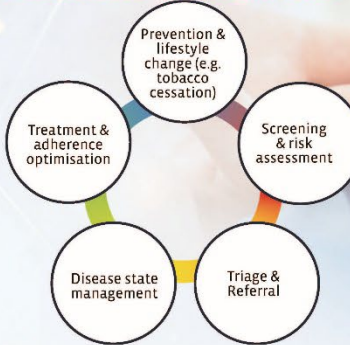 Prevention &
lifestyle
change (e.g.
tobacco
cessation)
Screening
& risk
assessment
Triage &
Referral
Disease state
management
Treatment &
adherence
optimisation